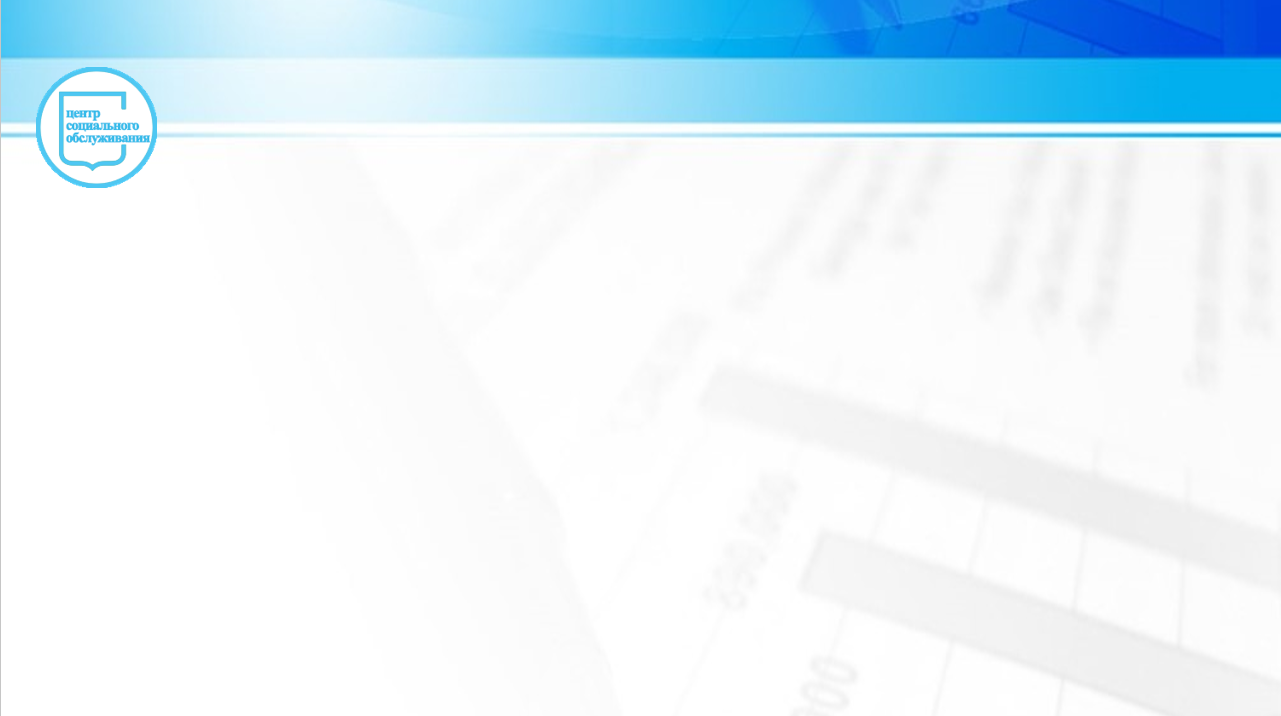 центр
социального
обслуживания